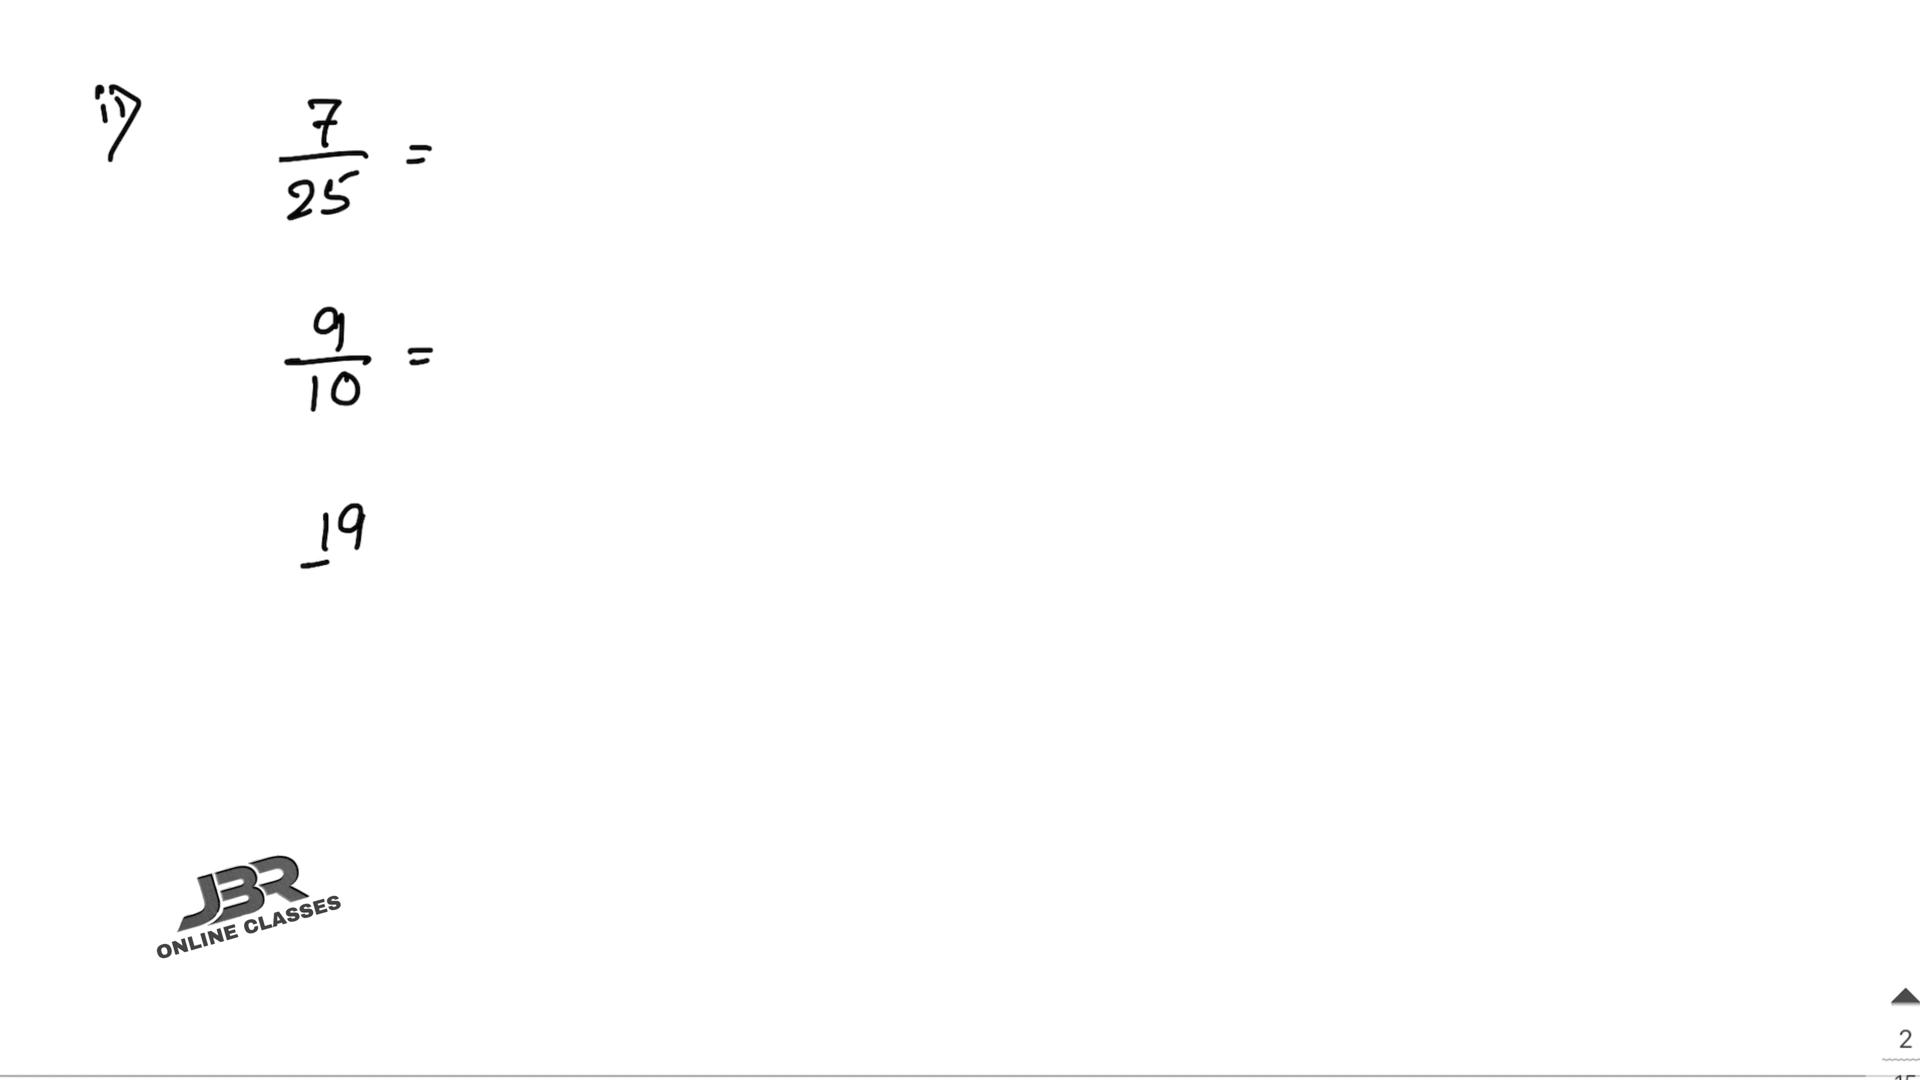 ii)
7/25 =
9/10 =
19
JBR
ONLINE CLASSES
2